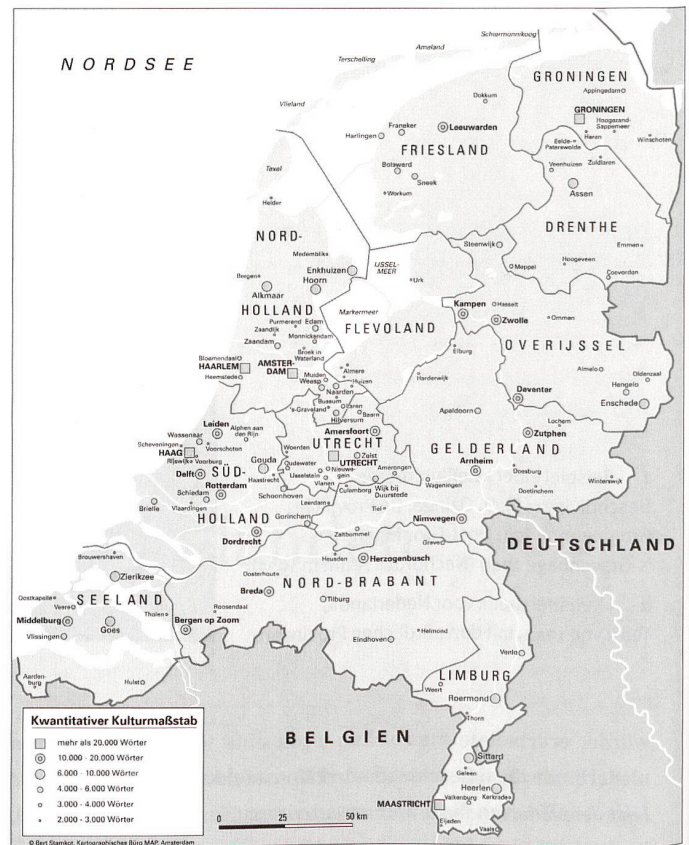 NORDSEE
Schiermonnikoog
Ameland
Terschelling
Vlieland
Texel
GRONINGEN
Appingedam
GRONINGEN
Hoogezand-
Sappemeer
Haren
Winschoten
Eelde-
Paterswolde
Zuidlaren
Veenhuizen
Dokkum
Franeker
Harlingen
Leeuwarden
FRIESLAND
Bolsward
Sneek
Workum
Assen
DRENTHE
Emmen
Steenwijk
Meppel
Hoogeveen
Coevorden
Helder
NORD-
Medemblik
Enkhuizen
Bergen
Hoorn
Alkmaar
HOLLAND
IJSSEL-
MEER
Urk
Markermeer
FLEVOLAND
Kampen
Hasselt
Zwolle
Ommen
OVERIJSSEL
Purmerend
Edam
Zaandijk
Monnickendam
Zaandam
Broek in
Waterland
Bloemendaal
HAARLEM
AMSTER-
DAM
Heemstede
Muiden
Weesp
Almere
Naarden
Huizen
Bussum
Laren
's-Graveland
Hilversum
Baarn
Elburg
Harderwijk
Almelo
Oldenzaal
Hengelo
Enschede
Deventer
Apeldoorn
Lochem
Zutphen
Leiden
Wassenaar
Alphen aan
den Rijn
Scheveningen
Voorschoten
HAAG
Rijswijk
Voorburg
Woerden
Amersfoort
UTRECHT
Zeist
UTRECHT
GELDERLAND
Arnheim
Doesburg
Doetinchem
Winterswijk
Delft
SÜD-
Gouda
Oudewater
Haastrecht
IJsselstein
Nieuwe-
gein
Vianen
Amerongen
Wijk bij
Duurstede
Wageningen
Rotterdam
Schiedam
Schoonhoven
Culemborg
Brielle
Vlaardingen
Leerdam
Tiel
HOLLAND
Gorinchem
Zaltbommel
Nimwegen
Dordrecht
Grave
DEUTSCHLAND
Brouwershaven
Zierikzee
Heusden
Herzogenbusch
Oosterhout
NORD-BRABANT
SEELAND
Oostkapelle
Veere
Breda
Tilburg
Middelburg
Goes
Tholen
Roosendaal
Vlissingen
Bergen op Zoom
Helmond
Eindhoven
Aarden-
burg
Hulst
Venlo
LIMBURG
Weert
Roermond
Thorn
BELGIEN
Sittard
Geleen
Heerlen
Valkenburg
Kerkrade
MAASTRICHT
Eijsden
Vaals
Kwantitativer Kulturmaßstab
mehr als 20.000 Wörter
10.000 - 20.000 Wörter
6.000 - 10.000 Wörter
4.000 - 6.000 Wörter
3.000 - 4.000 Wörter
2.000 - 3.000 Wörter
0 25 50 km
© Bert Stamkot, Kartographisches Büro MAP, Amsterdam